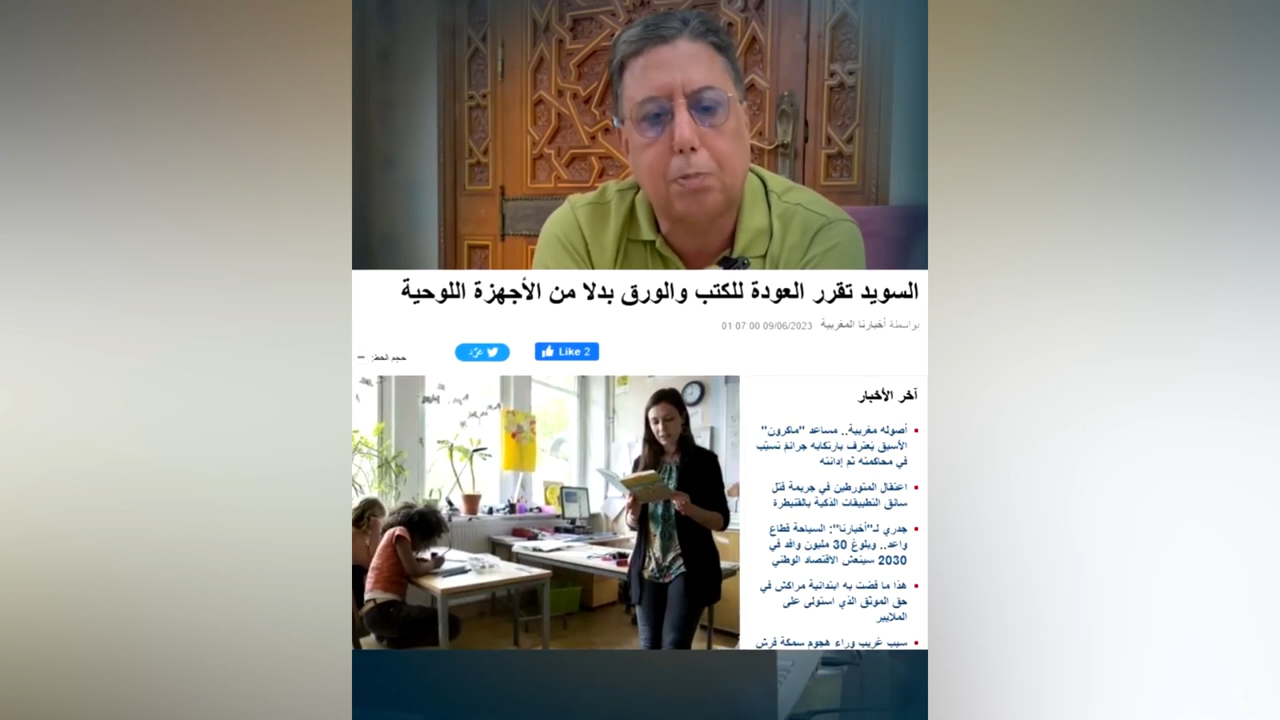 السويد تقرر العودة للكتب والورق بدلا من الأجهزة اللوحية
بواسطة أخبارنا المغربية 09/06/2023 01 07 00
حجم الخط: −
غرّد
Like 2
آخر الأخبار
أصوله مغربية.. مساعد "ماكرون"
الأسبق يعترف بارتكابه جرائم تسبّب
في محاكمته ثم إدانته
اعتقال المتورطين في جريمة قتل
سائق التطبيقات الذكية بالقنيطرة
جدري لـ"أخبارنا": السياحة قطاع
واعد.. وبلوغ 30 مليون وافد في
2030 سينعش الاقتصاد الوطني
هذا ما قضت به ابتدائية مراكش في
حق الموثق الذي استولى على
الملايير
سبب غريب وراء هجوم سمكة قرش